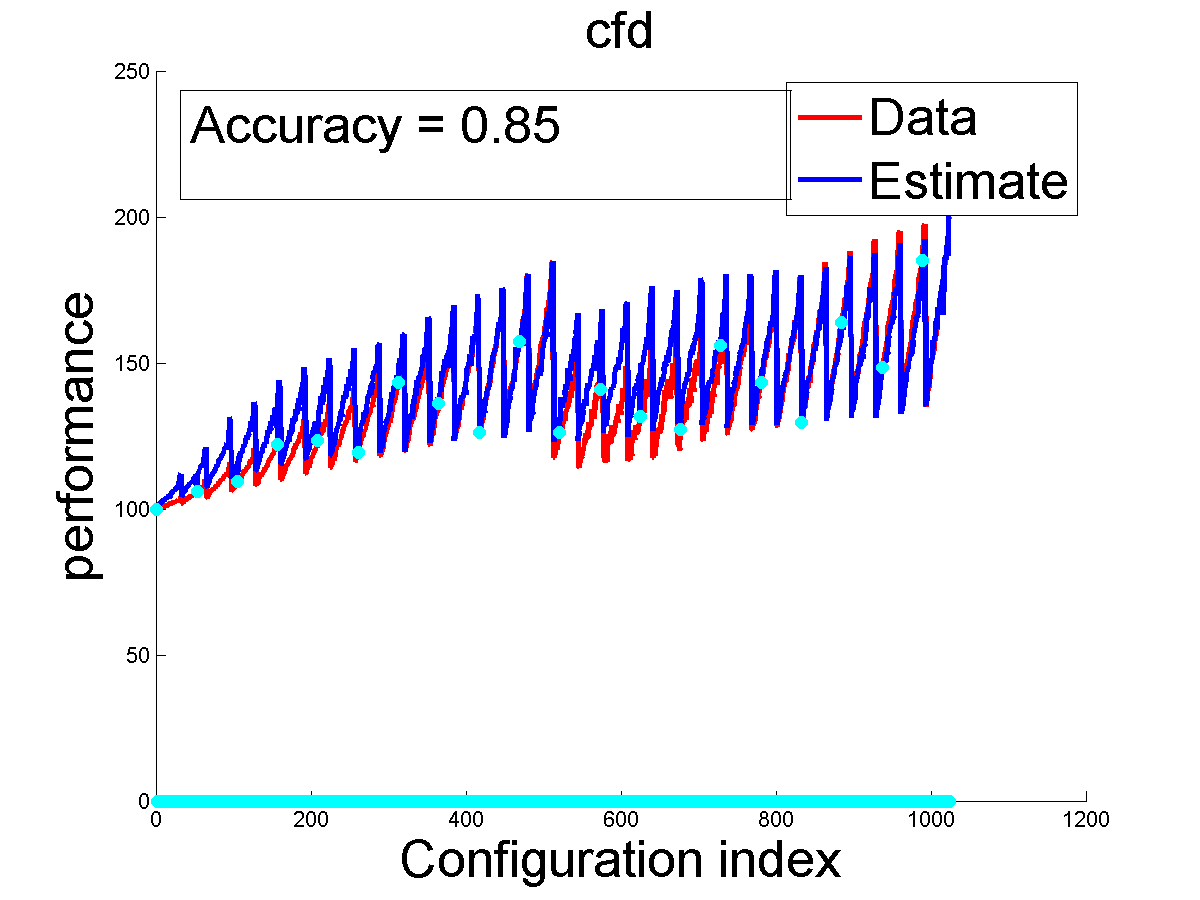 cfd
250
200
150
100
50
0
Accuracy = 0.85
Data
Estimate
performance
0 200 400 600 800 1000 1200
Configuration index